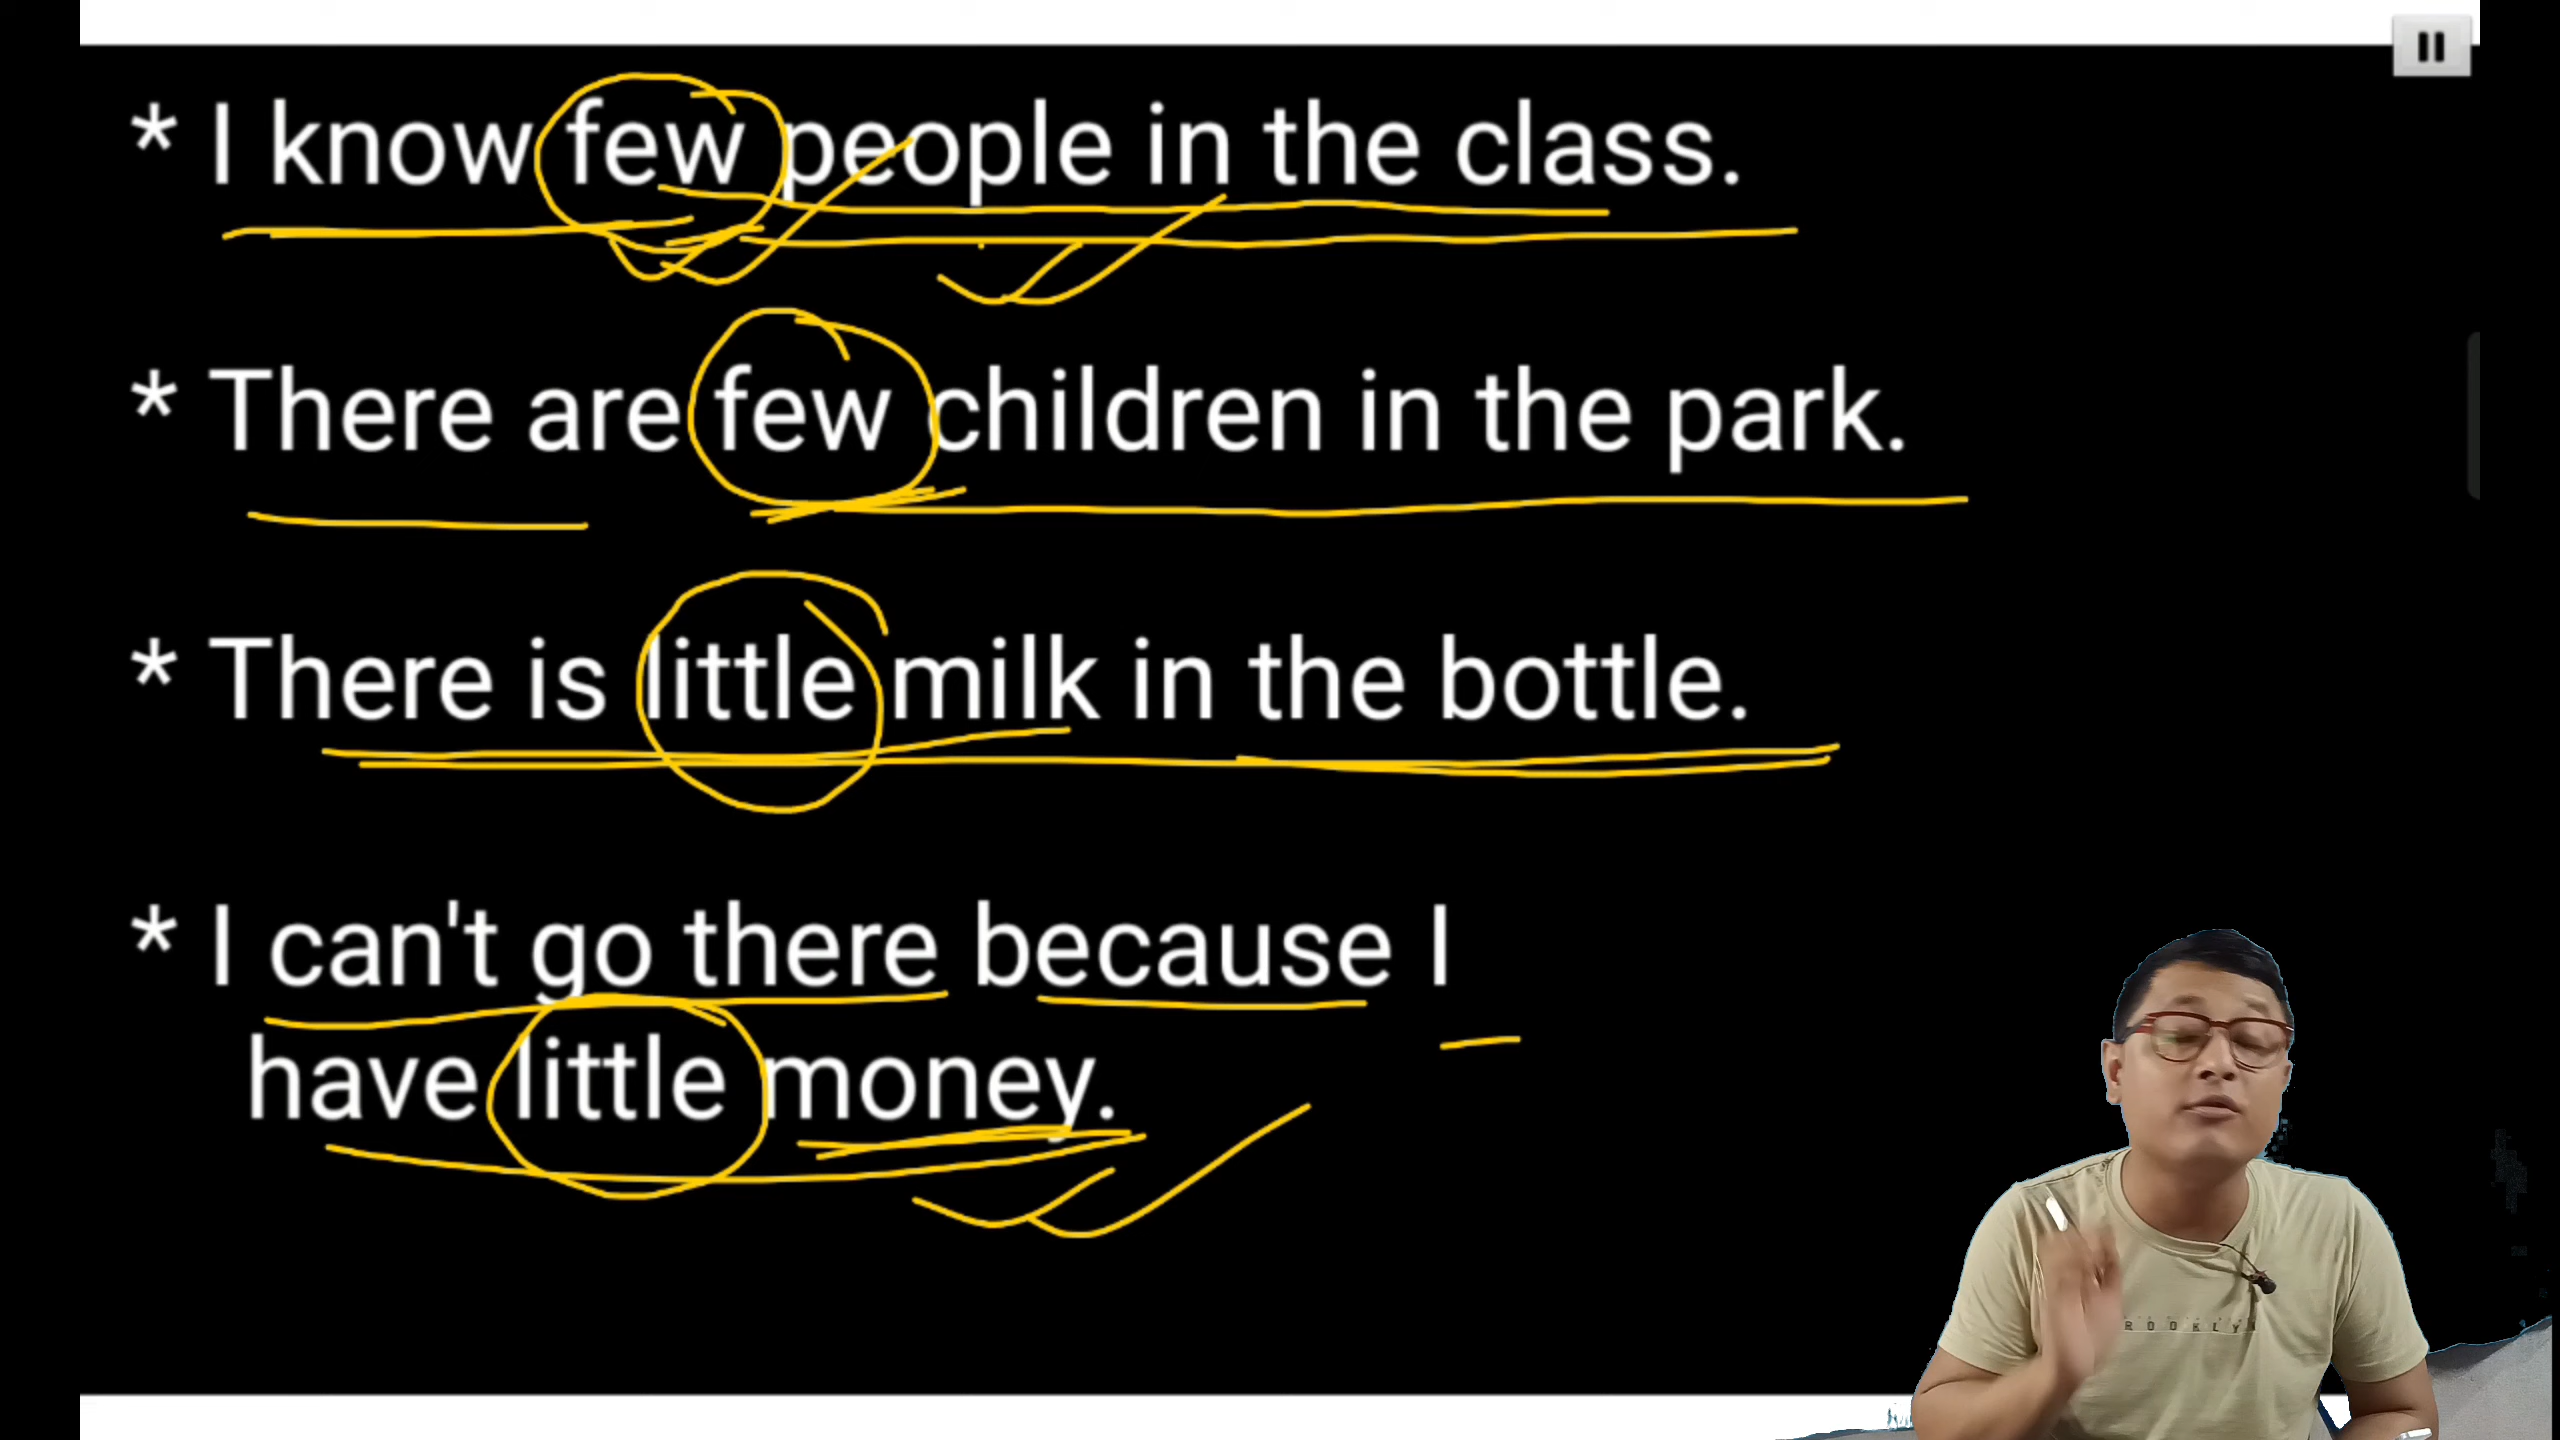 * I know few people in the class.
* There are few children in the park.
* There is little milk in the bottle.
* I can't go there because I
have little money.
ROOKLY